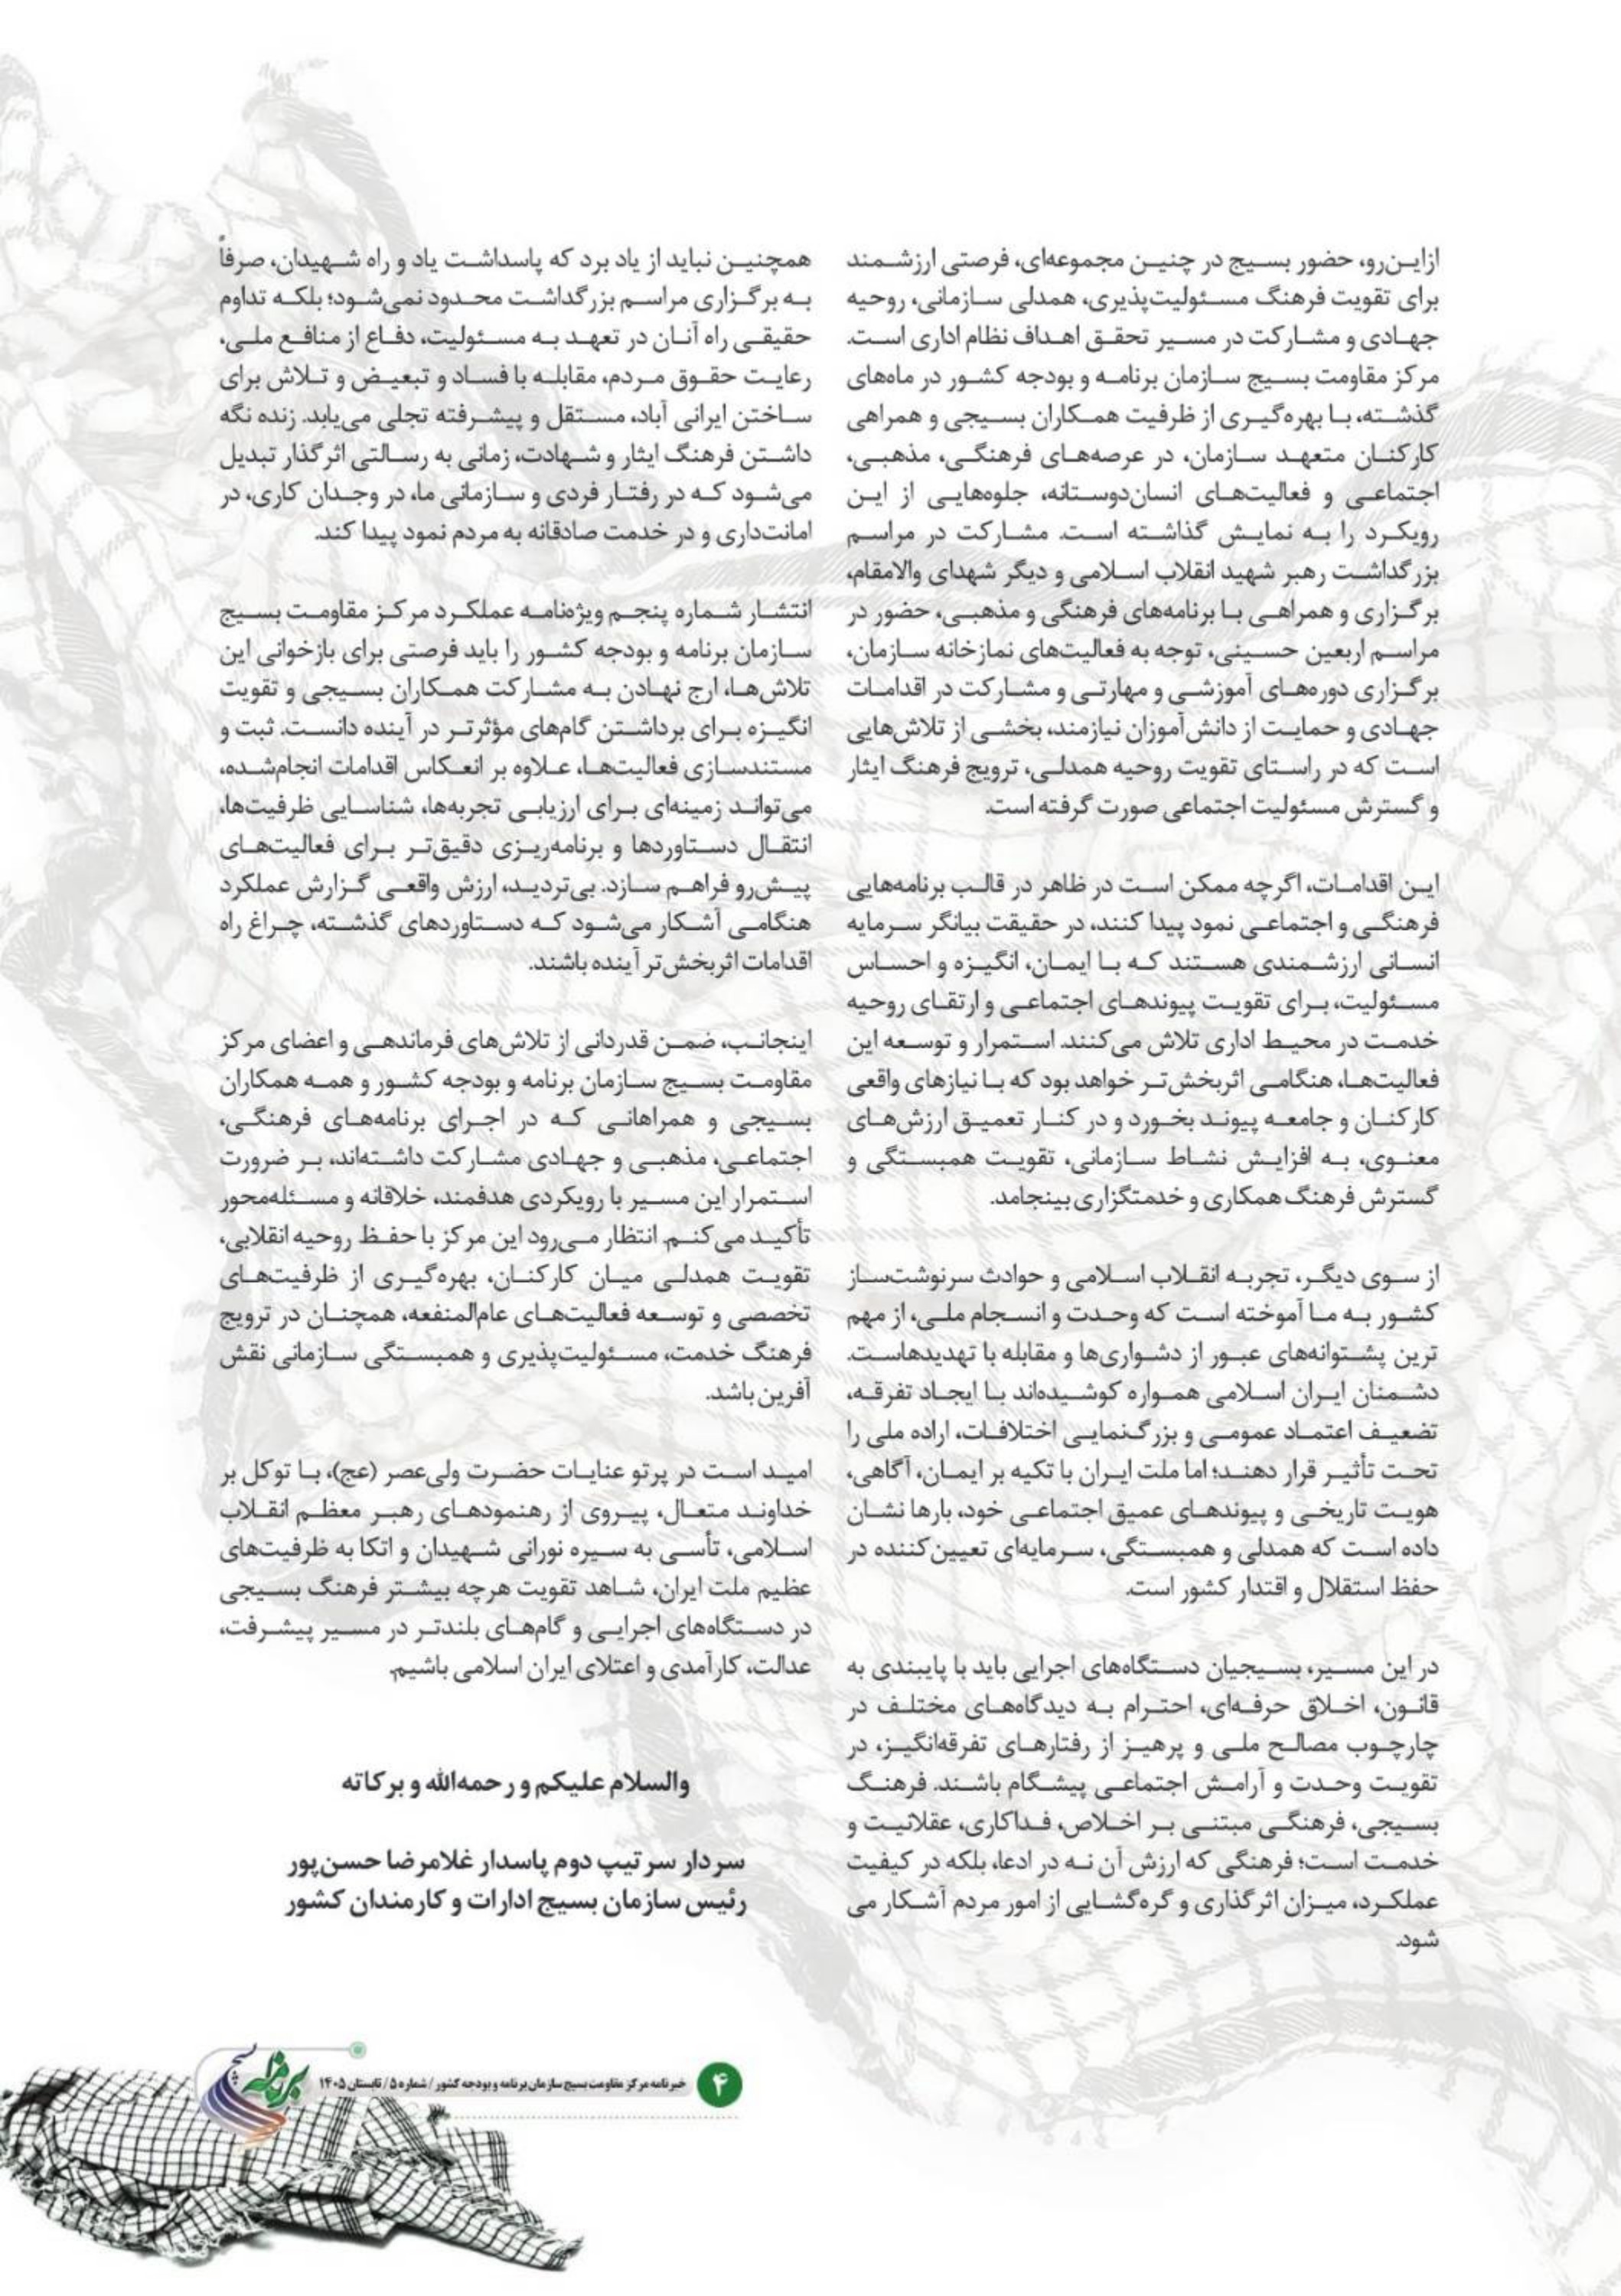 ازاین‌رو، حضور بسیج در چنین مجموعه‌ای، فرصتی ارزشمند
برای تقویت فرهنگ مسئولیت‌پذیری، همدلی سازمانی، روحیه
جهادی و مشارکت در مسیر تحقق اهداف نظام اداری است.
مرکز مقاومت بسیج سازمان برنامه و بودجه کشور در ماه‌های
گذشته، با بهره‌گیری از ظرفیت همکاران بسیجی و همراهی
کارکنان متعهد سازمان، در عرصه‌های فرهنگی، مذهبی،
اجتماعی و فعالیت‌های انسان‌دوستانه، جلوه‌هایی از این
رویکرد را به نمایش گذاشته است. مشارکت در مراسم
بزرگداشت رهبر شهید انقلاب اسلامی و دیگر شهدای والامقام،
برگزاری و همراهی با برنامه‌های فرهنگی و مذهبی، حضور در
مراسم اربعین حسینی، توجه به فعالیت‌های نمازخانه سازمان،
برگزاری دوره‌های آموزشی و مهارتی و مشارکت در اقدامات
جهادی و حمایت از دانش‌آموزان نیازمند، بخشی از تلاش‌هایی
است که در راستای تقویت روحیه همدلی، ترویج فرهنگ ایثار
و گسترش مسئولیت اجتماعی صورت گرفته است.
این اقدامات، اگرچه ممکن است در ظاهر در قالب برنامه‌هایی
فرهنگی و اجتماعی نمود پیدا کنند، در حقیقت بیانگر سرمایه
انسانی ارزشمندی هستند که با ایمان، انگیزه و احساس
مسئولیت، برای تقویت پیوندهای اجتماعی و ارتقای روحیه
خدمت در محیط اداری تلاش می‌کنند. استمرار و توسعه این
فعالیت‌ها، هنگامی اثربخش‌تر خواهد بود که با نیازهای واقعی
کارکنان و جامعه پیوند بخورد و در کنار تعمیق ارزش‌های
معنوی، به افزایش نشاط سازمانی، تقویت همبستگی و
گسترش فرهنگ همکاری و خدمتگزاری بینجامد.
از سوی دیگر، تجربه انقلاب اسلامی و حوادث سرنوشت‌ساز
کشور به ما آموخته است که وحدت و انسجام ملی، از مهم
ترین پشتوانه‌های عبور از دشواری‌ها و مقابله با تهدیدهاست.
دشمنان ایران اسلامی همواره کوشیده‌اند با ایجاد تفرقه،
تضعیف اعتماد عمومی و بزرگ‌نمایی اختلافات، اراده ملی را
تحت تأثیر قرار دهند؛ اما ملت ایران با تکیه بر ایمان، آگاهی،
هویت تاریخی و پیوندهای عمیق اجتماعی خود، بارها نشان
داده است که همدلی و همبستگی، سرمایه‌ای تعیین‌کننده در
حفظ استقلال و اقتدار کشور است.
در این مسیر، بسیجیان دستگاه‌های اجرایی باید با پایبندی به
قانون، اخلاق حرفه‌ای، احترام به دیدگاه‌های مختلف در
چارچوب مصالح ملی و پرهیز از رفتارهای تفرقه‌انگیز، در
تقویت وحدت و آرامش اجتماعی پیشگام باشند. فرهنگ
بسیجی، فرهنگی مبتنی بر اخلاص، فداکاری، عقلانیت و
خدمت است؛ فرهنگی که ارزش آن نه در ادعا، بلکه در کیفیت
عملکرد، میزان اثرگذاری و گره‌گشایی از امور مردم آشکار می
شود.
همچنین نباید از یاد برد که پاسداشت یاد و راه شهیدان، صرفاً
به برگزاری مراسم بزرگداشت محدود نمی‌شود؛ بلکه تداوم
حقیقی راه آنان در تعهد به مسئولیت، دفاع از منافع ملی،
رعایت حقوق مردم، مقابله با فساد و تبعیض و تلاش برای
ساختن ایرانی آباد، مستقل و پیشرفته تجلی می‌یابد. زنده نگه
داشتن فرهنگ ایثار و شهادت، زمانی به رسالتی اثرگذار تبدیل
می‌شود که در رفتار فردی و سازمانی ما، در وجدان کاری، در
امانت‌داری و در خدمت صادقانه به مردم نمود پیدا کند.
انتشار شماره پنجم ویژه‌نامه عملکرد مرکز مقاومت بسیج
سازمان برنامه و بودجه کشور را باید فرصتی برای بازخوانی این
تلاش‌ها، ارج نهادن به مشارکت همکاران بسیجی و تقویت
انگیزه برای برداشتن گام‌های مؤثرتر در آینده دانست. ثبت و
مستندسازی فعالیت‌ها، علاوه بر انعکاس اقدامات انجام‌شده،
می‌تواند زمینه‌ای برای ارزیابی تجربه‌ها، شناسایی ظرفیت‌ها،
انتقال دستاوردها و برنامه‌ریزی دقیق‌تر برای فعالیت‌های
پیش‌رو فراهم سازد. بی‌تردید، ارزش واقعی گزارش عملکرد
هنگامی آشکار می‌شود که دستاوردهای گذشته، چراغ راه
اقدامات اثربخش‌تر آینده باشند.
اینجانب، ضمن قدردانی از تلاش‌های فرماندهی و اعضای مرکز
مقاومت بسیج سازمان برنامه و بودجه کشور و همه همکاران
بسیجی و همراهانی که در اجرای برنامه‌های فرهنگی،
اجتماعی، مذهبی و جهادی مشارکت داشته‌اند، بر ضرورت
استمرار این مسیر با رویکردی هدفمند، خلاقانه و مسئله‌محور
تأکید می‌کنم. انتظار می‌رود این مرکز با حفظ روحیه انقلابی،
تقویت همدلی میان کارکنان، بهره‌گیری از ظرفیت‌های
تخصصی و توسعه فعالیت‌های عام‌المنفعه، همچنان در ترویج
فرهنگ خدمت، مسئولیت‌پذیری و همبستگی سازمانی نقش
آفرین باشد.
امید است در پرتو عنایات حضرت ولی‌عصر (عج)، با توکل بر
خداوند متعال، پیروی از رهنمودهای رهبر معظم انقلاب
اسلامی، تأسی به سیره نورانی شهیدان و اتکا به ظرفیت‌های
عظیم ملت ایران، شاهد تقویت هرچه بیشتر فرهنگ بسیجی
در دستگاه‌های اجرایی و گام‌های بلندتر در مسیر پیشرفت،
عدالت، کارآمدی و اعتلای ایران اسلامی باشیم.
والسلام علیکم و رحمه‌الله و برکاته
سردار سرتیپ دوم پاسدار غلامرضا حسن‌پور
رئیس سازمان بسیج ادارات و کارمندان کشور
۴
خبرنامه مرکز مقاومت بسیج سازمان برنامه و بودجه کشور / شماره ۵ / تابستان ۱۴۰۵
برنامه
بسیج